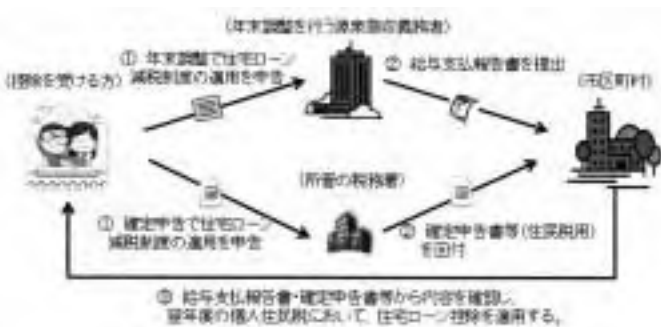 (年末調整を行う源泉徴収義務者)
① 年末調整で住宅ローン
減税制度の適用を申告
② 給与支払報告書を提出
(控除を受ける方)
(市区町村)
(所管の税務署)
① 確定申告で住宅ローン
減税制度の適用を申告
② 確定申告書等(住民税用)
を回付
③ 給与支払報告書・確定申告書等から内容を確認し、
翌年度の個人住民税において、住宅ローン控除を適用する。